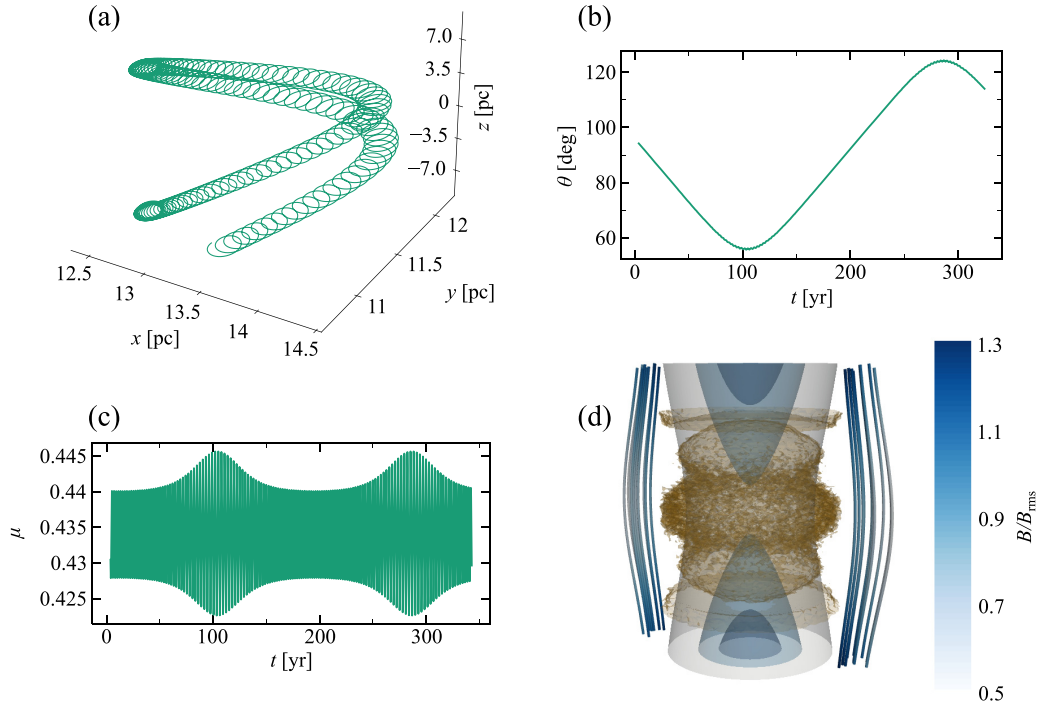 (a)
7.0
3.5
0
−3.5
−7.0
z [pc]
12
11.5
11
y [pc]
12.5
13
13.5
14
14.5
x [pc]
(b)
120
100
80
60
θ [deg]
0
100
200
300
t [yr]
(c)
0.445
0.44
0.435
0.43
0.425
μ
0
100
200
300
t [yr]
(d)
1.3
1.1
0.9
0.7
0.5
B/Brms